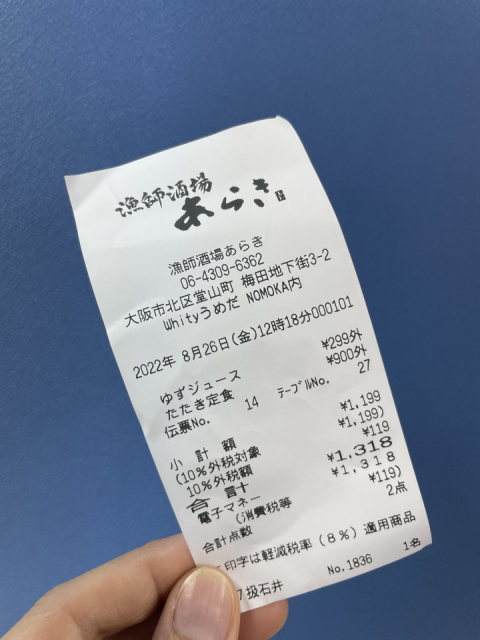 漁師酒場
あらき
漁師酒場あらき
06-4309-6362
大阪市北区堂山町 梅田地下街3-2
Whityうめだ NOMOKA内
2022年 8月26日(金)12時18分000101
ゆずジュース ¥299外
たたき定食 ¥900外
伝票No. 14 テーブルNo. 27
小 計 額 ¥1,199
(10%外税対象 ¥1,199)
10%外税額 ¥119
合 計 ¥1,318
電子マネー ¥1,318
(消費税等 ¥119)
合計点数 2点
印字は軽減税率(8%)適用商品
扱石井 No.1836 1名